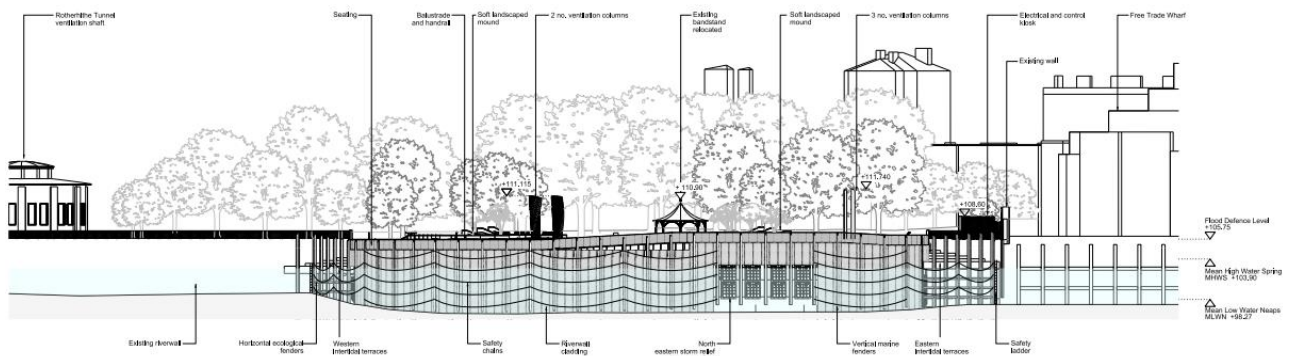 Rotherhithe Tunnel
ventilation shaft
Seating
Balustrade
and handrail
Soft landscaped
mound
2 no. ventilation columns
Existing
bandstand
relocated
Soft landscaped
mound
3 no. ventilation columns
Electrical and control
kiosk
Free Trade Wharf
Existing wall
+111.115
+ 110.90
+111.740
+108.60
Flood Defence Level
+105.75
Mean High Water Spring
MHWS +103.90
Mean Low Water Neaps
MLWN +98.27
Existing riverwall
Horizontal ecological
fenders
Western
intertidal terraces
Safety
chains
Riverwall
cladding
North
eastern storm relief
Vertical marine
fenders
Eastern
intertidal terraces
Safety
ladder